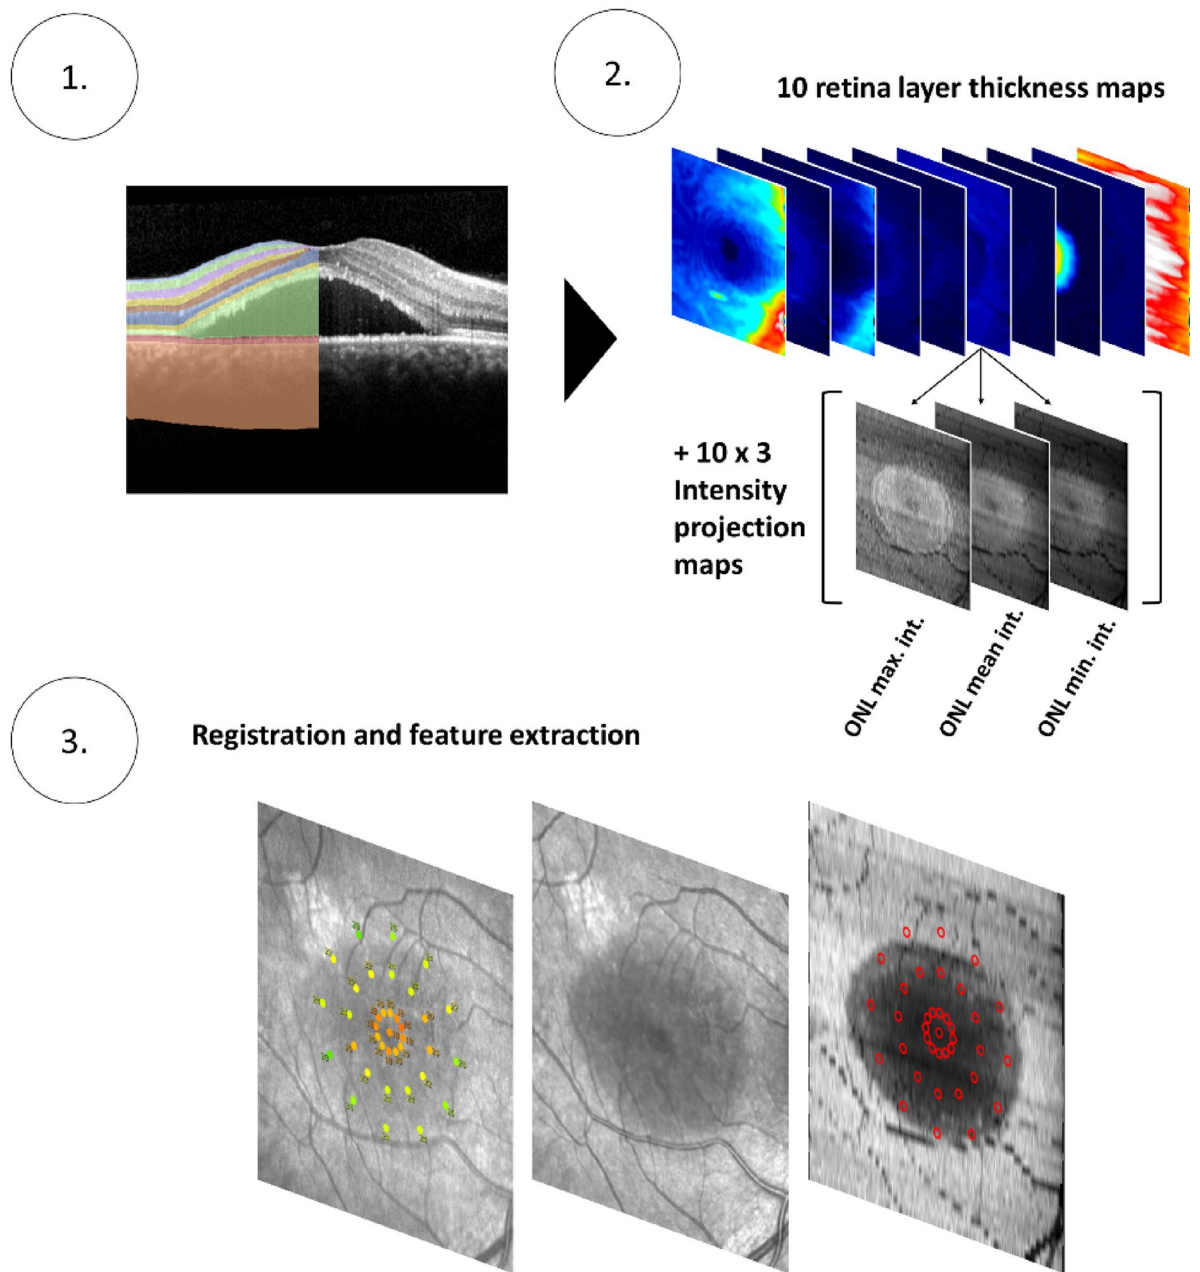 1.
2.
10 retina layer thickness maps
+ 10 x 3
Intensity
projection
maps
ONL max. int.
ONL mean int.
ONL min. int.
3.
Registration and feature extraction